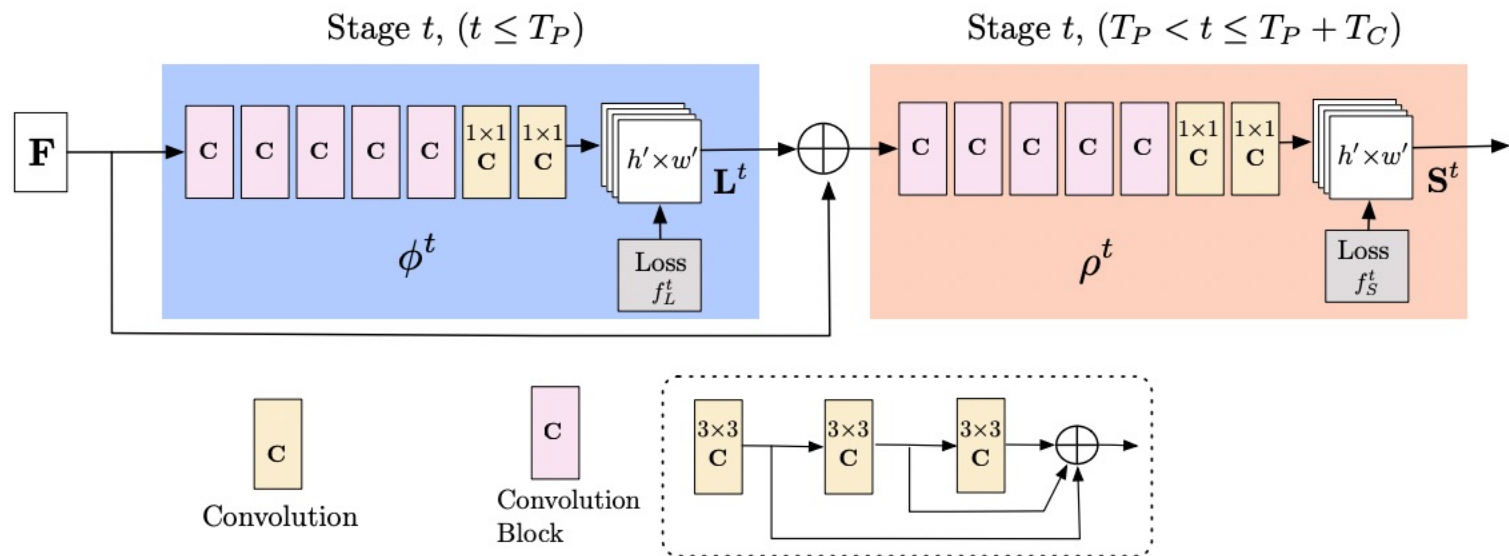 Stage t, (t ≤ T_P)
Stage t, (T_P < t ≤ T_P + T_C)
F
C C C C C 1×1 C 1×1 C
h′×w′
L^t
C C C C C 1×1 C 1×1 C
h′×w′
S^t
ϕ^t
Loss
f_L^t
ρ^t
Loss
f_S^t
C
Convolution
C
Convolution
Block
3×3 C 3×3 C 3×3 C